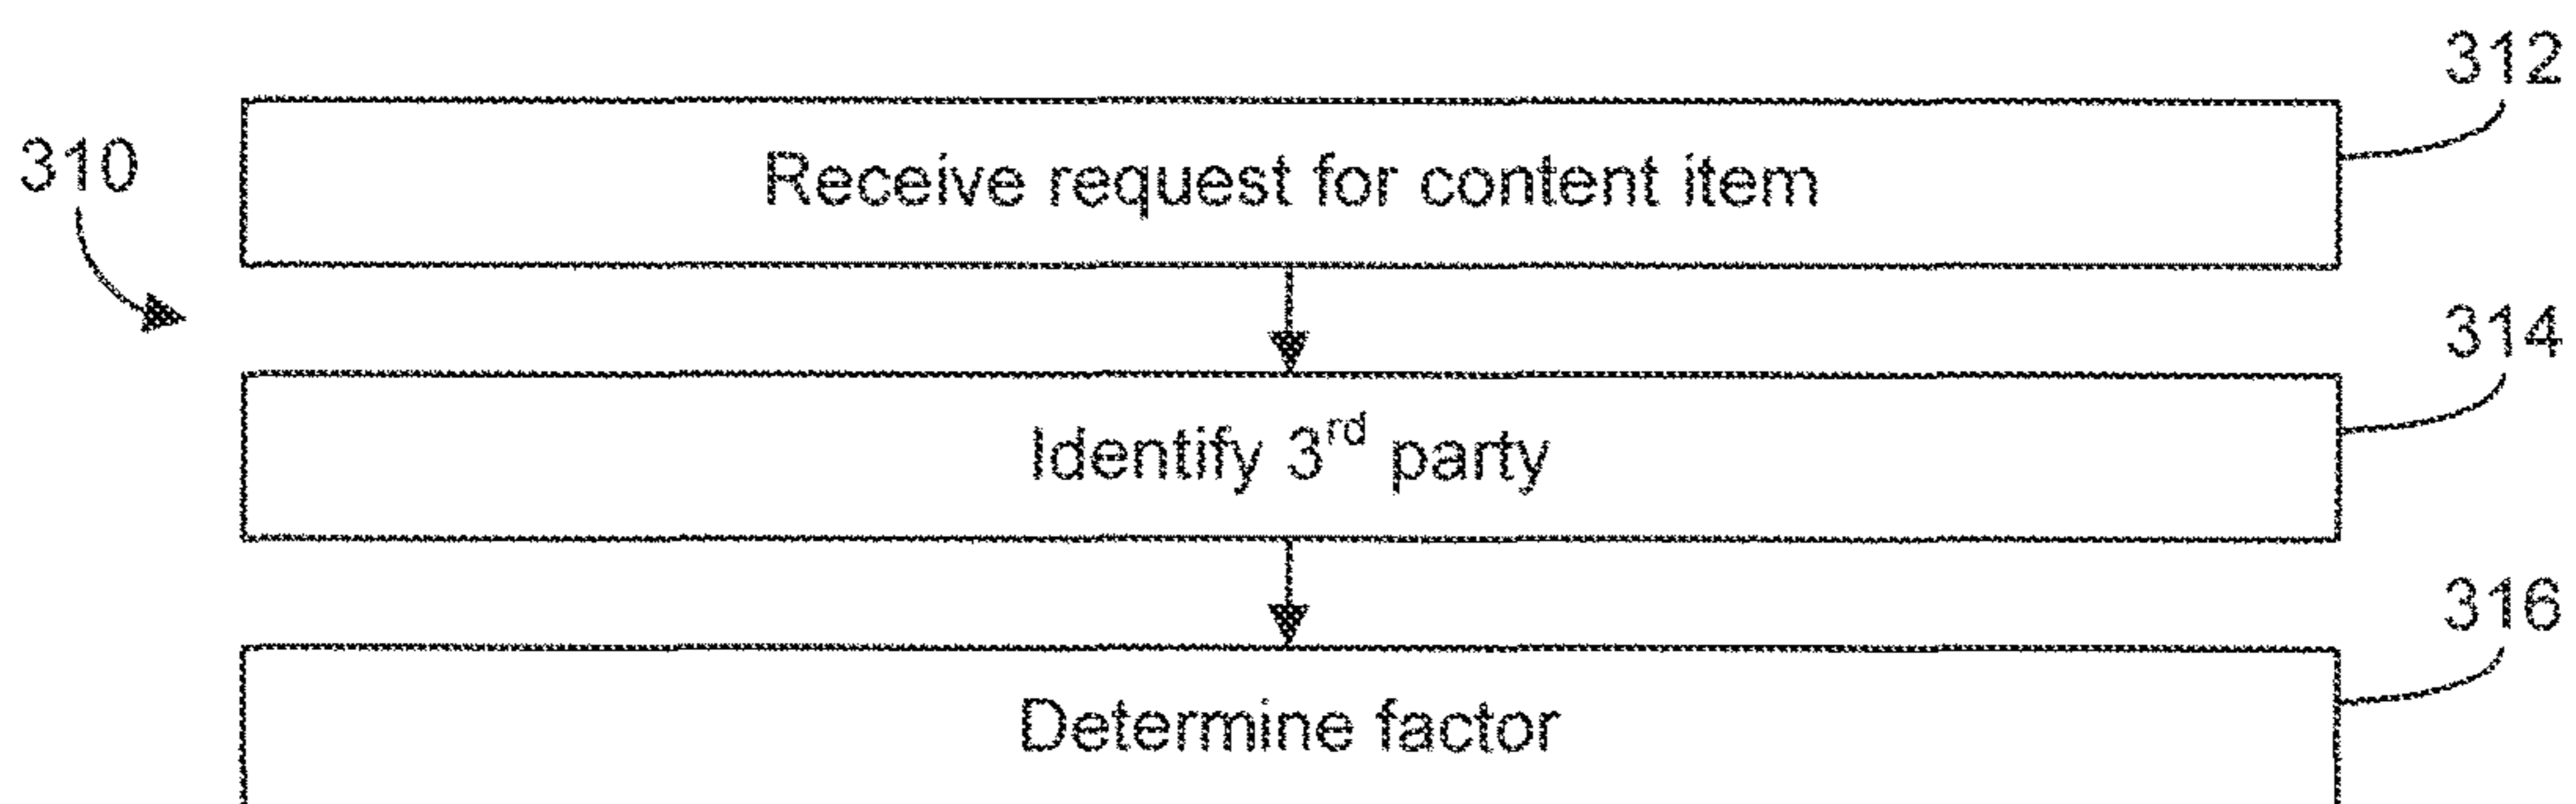 312
310
Receive request for content item
314
Identify 3rd party
316
Determine factor